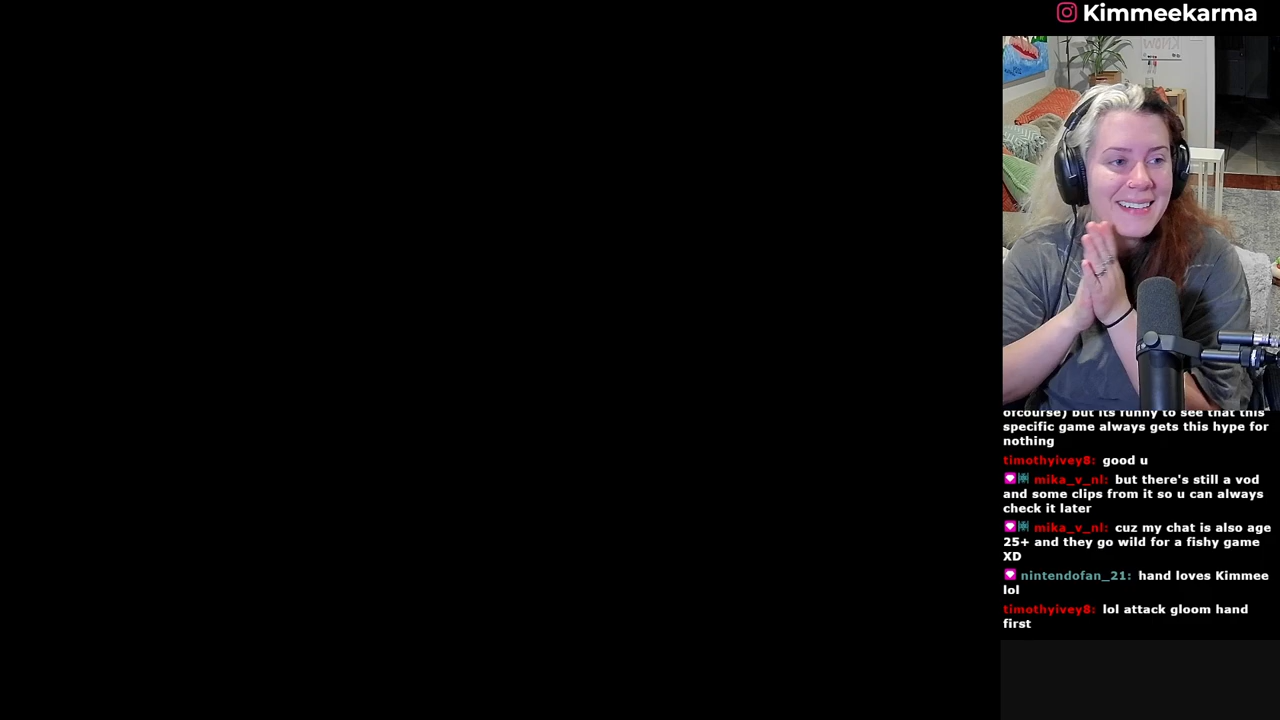 Kimmeekarma
ofcourse) but its funny to see that this
specific game always gets this hype for
nothing
timothyivey8: good u
mika_v_nl: but there's still a vod
and some clips from it so u can always
check it later
mika_v_nl: cuz my chat is also age
25+ and they go wild for a fishy game
XD
nintendofan_21: hand loves Kimmee
lol
timothyivey8: lol attack gloom hand
first